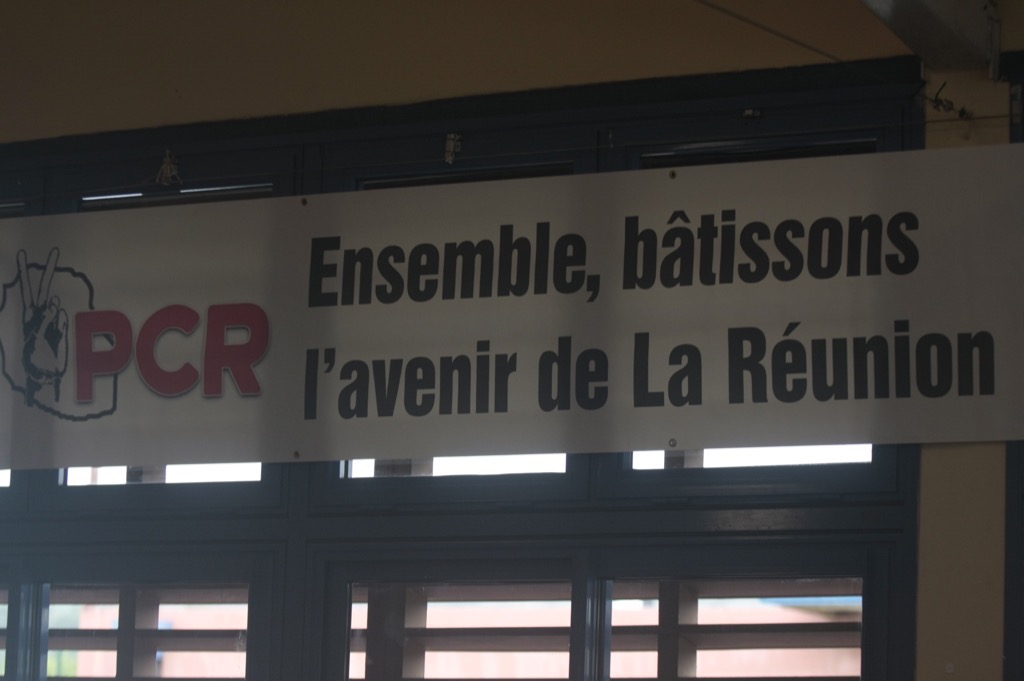 PCR
Ensemble, bâtissons
l'avenir de La Réunion